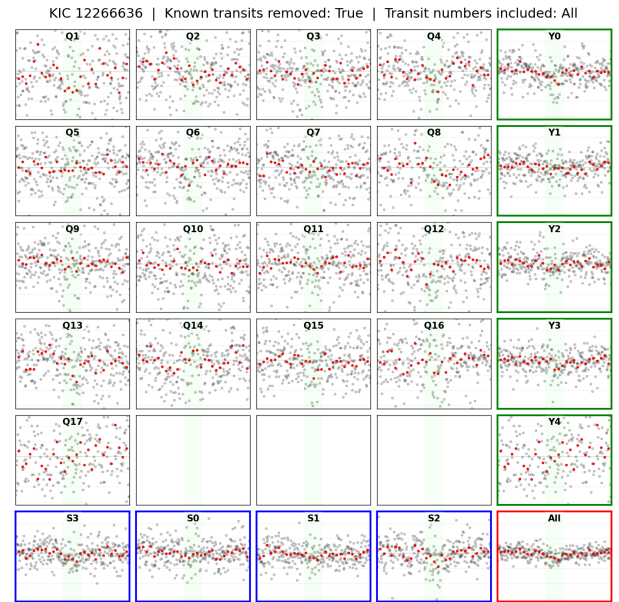 KIC 12266636 | Known transits removed: True | Transit numbers included: All
Q1 Q2 Q3 Q4 Y0
Q5 Q6 Q7 Q8 Y1
Q9 Q10 Q11 Q12 Y2
Q13 Q14 Q15 Q16 Y3
Q17 Y4
S3 S0 S1 S2 All